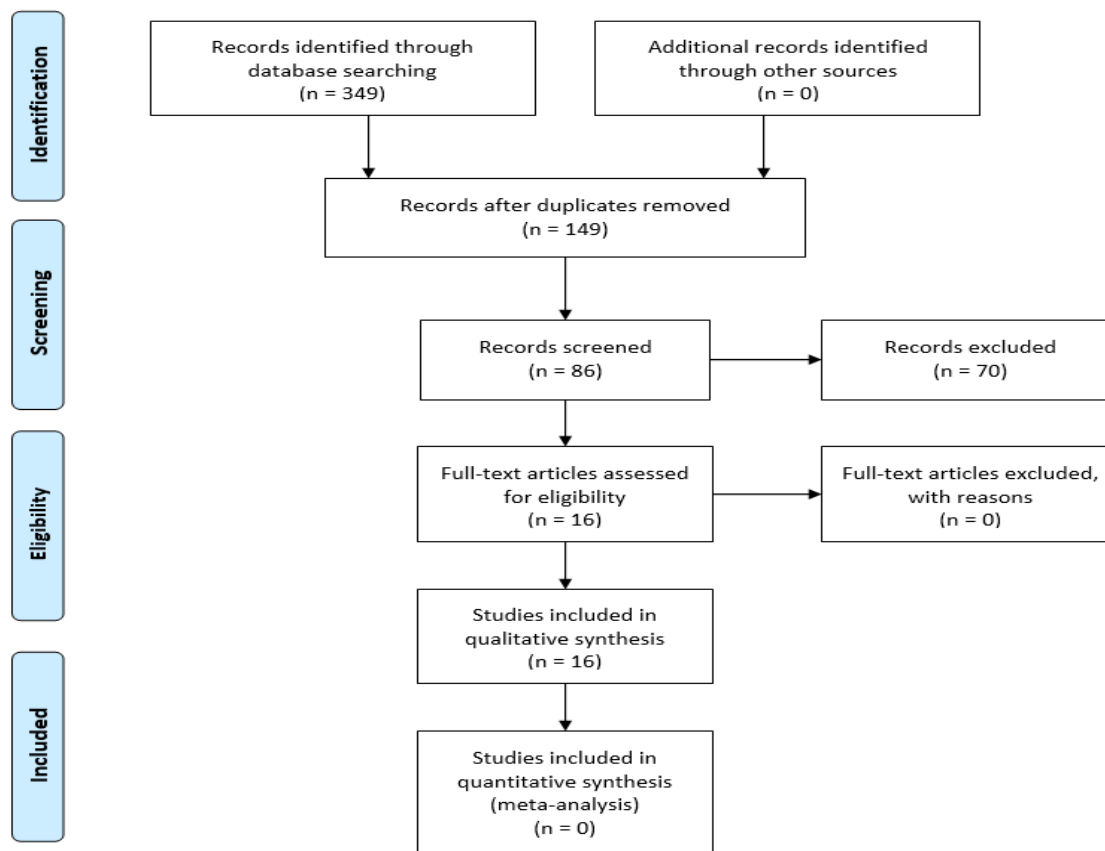 Identification
Records identified through
database searching
(n = 349)
Additional records identified
through other sources
(n = 0)
Records after duplicates removed
(n = 149)
Screening
Records screened
(n = 86)
Records excluded
(n = 70)
Eligibility
Full-text articles assessed
for eligibility
(n = 16)
Full-text articles excluded,
with reasons
(n = 0)
Studies included in
qualitative synthesis
(n = 16)
Included
Studies included in
quantitative synthesis
(meta-analysis)
(n = 0)